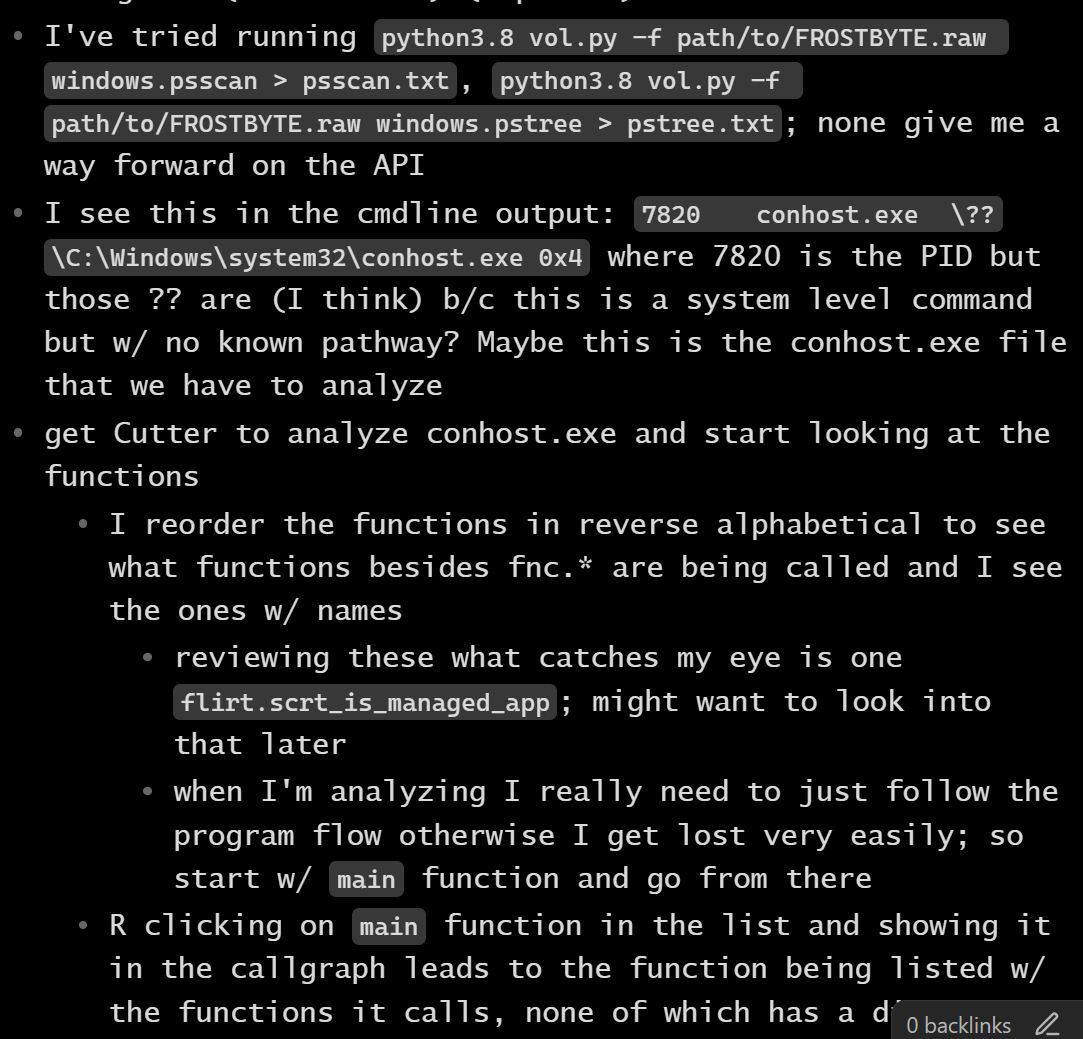 I've tried running python3.8 vol.py -f path/to/FROSTBYTE.raw
windows.psscan > psscan.txt, python3.8 vol.py -f
path/to/FROSTBYTE.raw windows.pstree > pstree.txt; none give me a
way forward on the API
I see this in the cmdline output: 7820 conhost.exe \??
\C:\Windows\system32\conhost.exe 0x4 where 7820 is the PID but
those ?? are (I think) b/c this is a system level command
but w/ no known pathway? Maybe this is the conhost.exe file
that we have to analyze
get Cutter to analyze conhost.exe and start looking at the
functions
I reorder the functions in reverse alphabetical to see
what functions besides fnc.* are being called and I see
the ones w/ names
reviewing these what catches my eye is one
flirt.scrt_is_managed_app; might want to look into
that later
when I'm analyzing I really need to just follow the
program flow otherwise I get lost very easily; so
start w/ main function and go from there
R clicking on main function in the list and showing it
in the callgraph leads to the function being listed w/
the functions it calls, none of which has a
0 backlinks